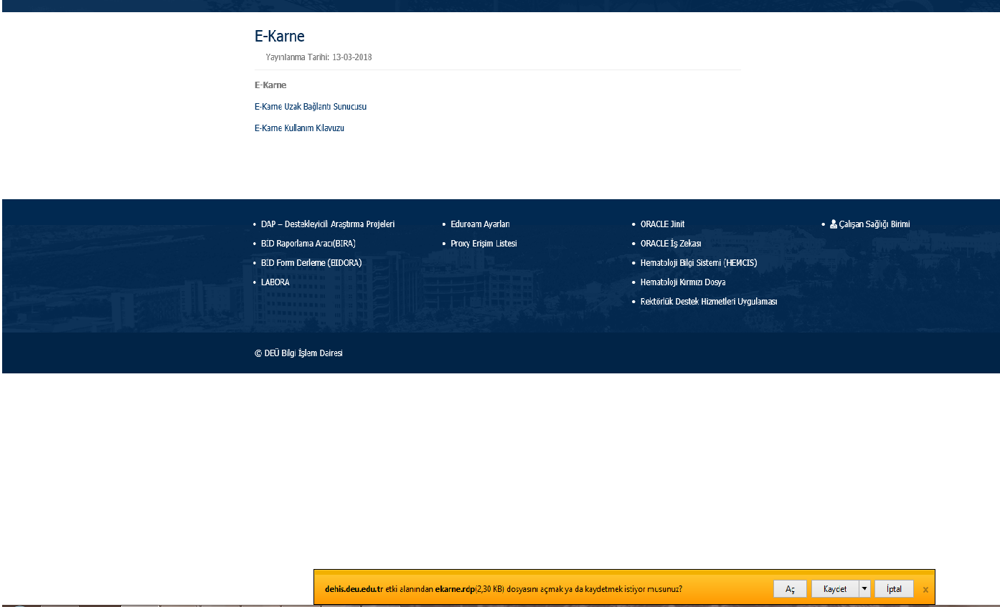 E-Karne
Yayınlanma Tarihi: 13-03-2018
E-Karne
E-Karne Uzak Bağlantı Sunucusu
E-Karne Kullanım Kılavuzu
• DAP – Destekleyicili Araştırma Projeleri
• BİD Raporlama Aracı(BIRA)
• BİD Form Derleme (BIDORA)
• LABORA
• Eduroam Ayarları
• Proxy Erişim Listesi
• ORACLE Jinit
• ORACLE İş Zekası
• Hematoloji Bilgi Sistemi (HEMCIS)
• Hematoloji Kırmızı Dosya
• Rektörlük Destek Hizmetleri Uygulaması
• Çalışan Sağlığı Birimi
© DEÜ Bilgi İşlem Dairesi
dehis.deu.edu.tr etki alanından ekarne.rdp(2,30 KB) dosyasını açmak ya da kaydetmek istiyor musunuz? Aç Kaydet İptal x